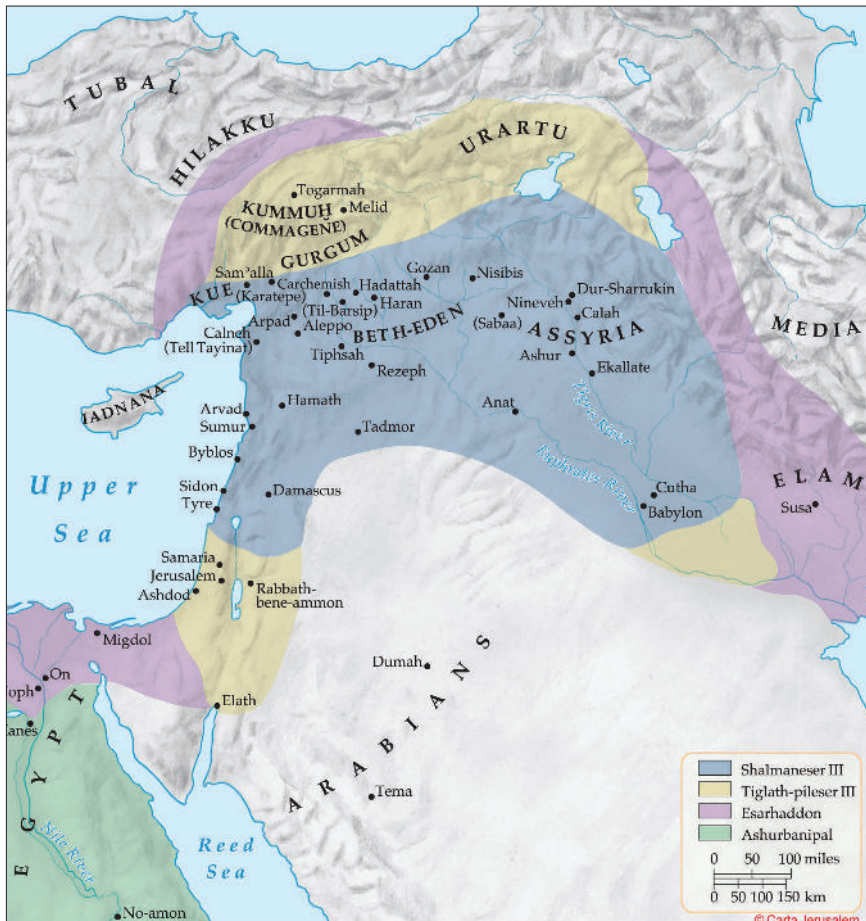 TUBAL
HILAKKU
URARTU
Togarmah
Melid
KUMMUḪ
(COMMAGENE)
GURGUM
Samʾalla
KUE
(Karatepe)
Carchemish
Hadattah
Gozan
Nisibis
Dur-Sharrukin
Nineveh
Calah
(Til-Barsip)
Haran
(Sabaa)
ASSYRIA
Arpad
Aleppo
BETH-EDEN
Calneh
(Tell Tayinat)
Tiphsah
Rezeph
Ashur
Ekallate
MEDIA
IADNANA
Hamath
Arvad
Sumur
Tadmor
Anat
Tigris River
Euphrates River
Byblos
Upper
Sea
Sidon
Tyre
Damascus
Cutha
Babylon
ELAM
Susa
Samaria
Jerusalem
Ashdod
Rabbath-
bene-ammon
Migdol
On
oph
anes
Elath
Dumah
ARABIANS
Tema
EGYPT
Nile River
Reed
Sea
No-amon
Shalmaneser III
Tiglath-pileser III
Esarhaddon
Ashurbanipal
0 50 100 miles
0 50 100 150 km
© Carta Jerusalem